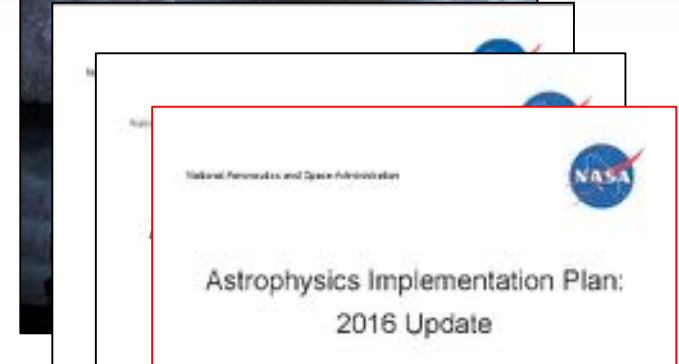 National Aeronautics and Space Administration
NASA
Astrophysics Implementation Plan:
2016 Update